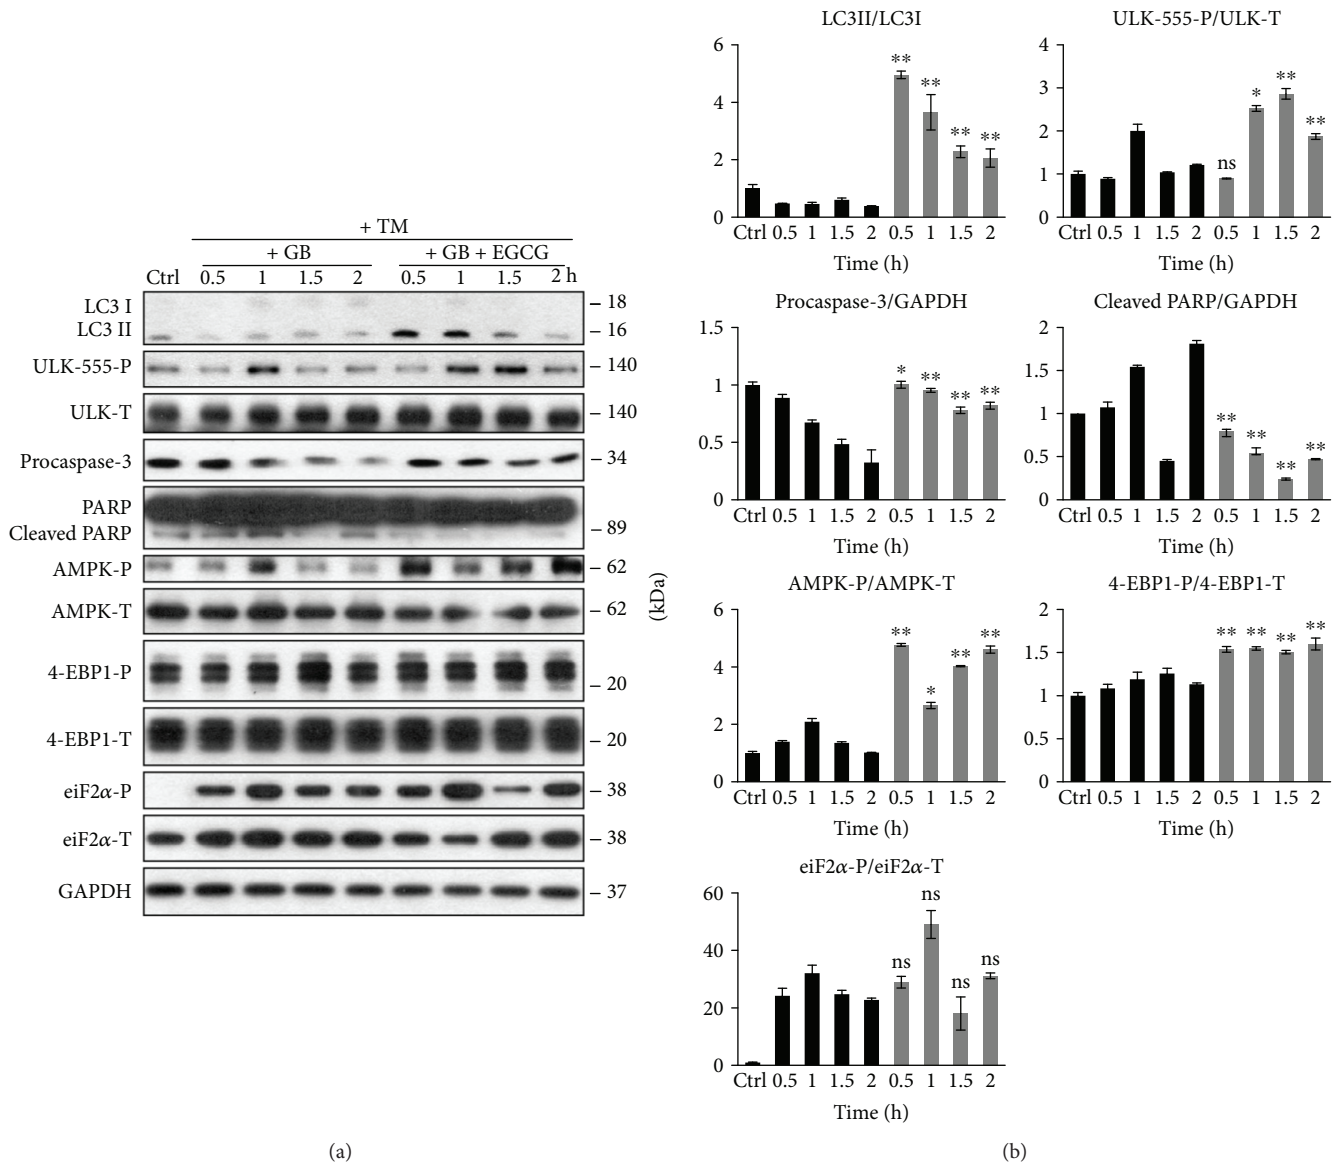 + TM
+ GB
+ GB + EGCG
Ctrl 0.5 1 1.5 2 0.5 1 1.5 2 h
LC3 I – 18
LC3 II – 16
ULK-555-P – 140
ULK-T – 140
Procaspase-3 – 34
PARP
Cleaved PARP – 89
AMPK-P – 62
AMPK-T – 62
4-EBP1-P – 20
4-EBP1-T – 20
eiF2α-P – 38
eiF2α-T – 38
GAPDH – 37
(kDa)
(a)
LC3II/LC3I
6
4
2
0
** ** ** **
Ctrl 0.5 1 1.5 2 0.5 1 1.5 2
Time (h)
ULK-555-P/ULK-T
4
3
2
1
0
ns * ** **
Ctrl 0.5 1 1.5 2 0.5 1 1.5 2
Time (h)
Procaspase-3/GAPDH
1.5
1
0.5
0
* ** ** **
Ctrl 0.5 1 1.5 2 0.5 1 1.5 2
Time (h)
Cleaved PARP/GAPDH
2
1.5
1
0.5
0
** ** ** **
Ctrl 0.5 1 1.5 2 0.5 1 1.5 2
Time (h)
AMPK-P/AMPK-T
6
4
2
0
** * ** **
Ctrl 0.5 1 1.5 2 0.5 1 1.5 2
Time (h)
4-EBP1-P/4-EBP1-T
2
1.5
1
0.5
0
** ** ** **
Ctrl 0.5 1 1.5 2 0.5 1 1.5 2
Time (h)
eiF2α-P/eiF2α-T
60
40
20
0
ns ns ns ns
Ctrl 0.5 1 1.5 2 0.5 1 1.5 2
Time (h)
(b)